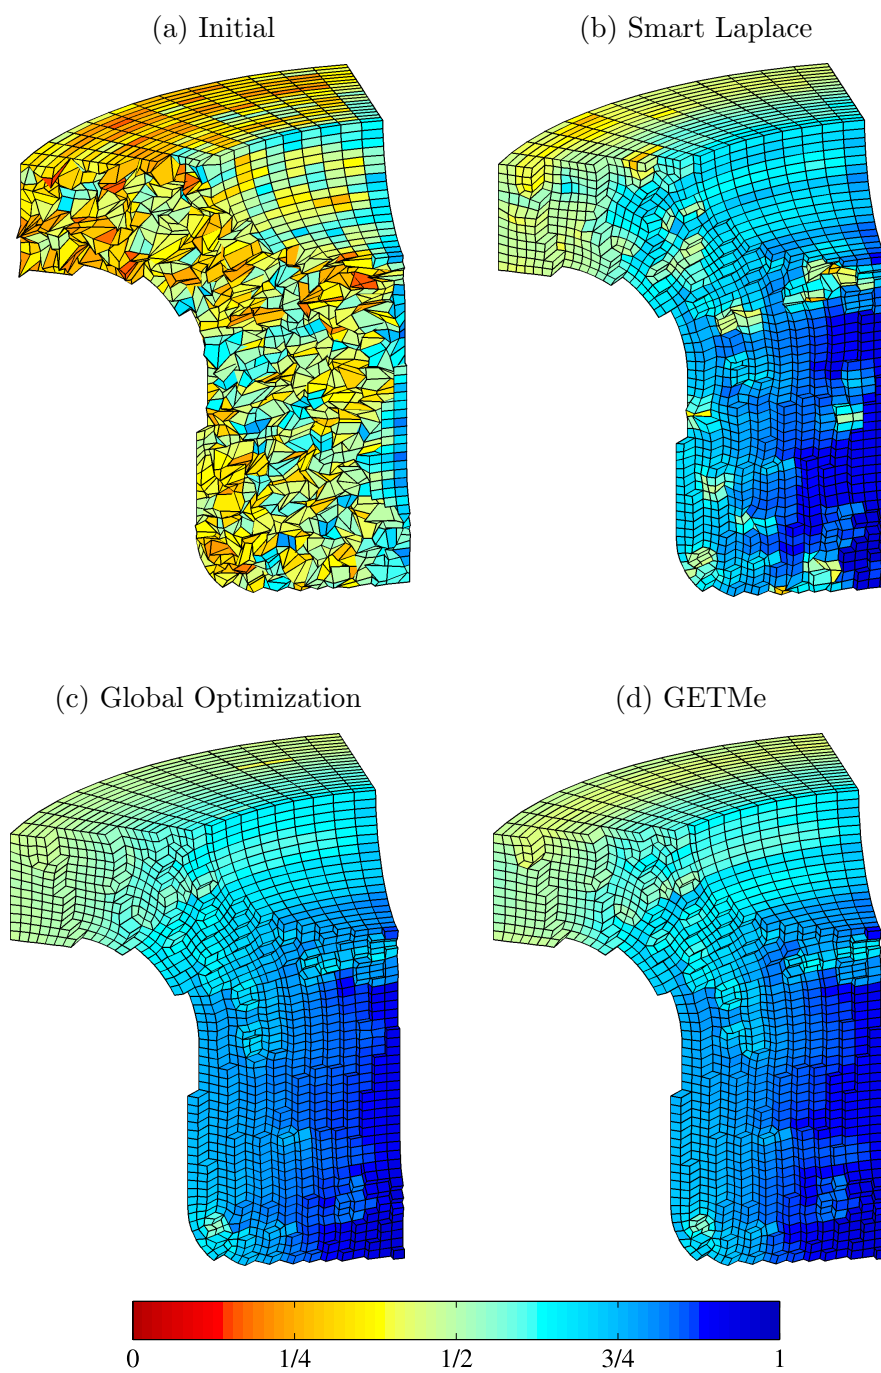 (a) Initial
(b) Smart Laplace
(c) Global Optimization
(d) GETMe
0 1/4 1/2 3/4 1